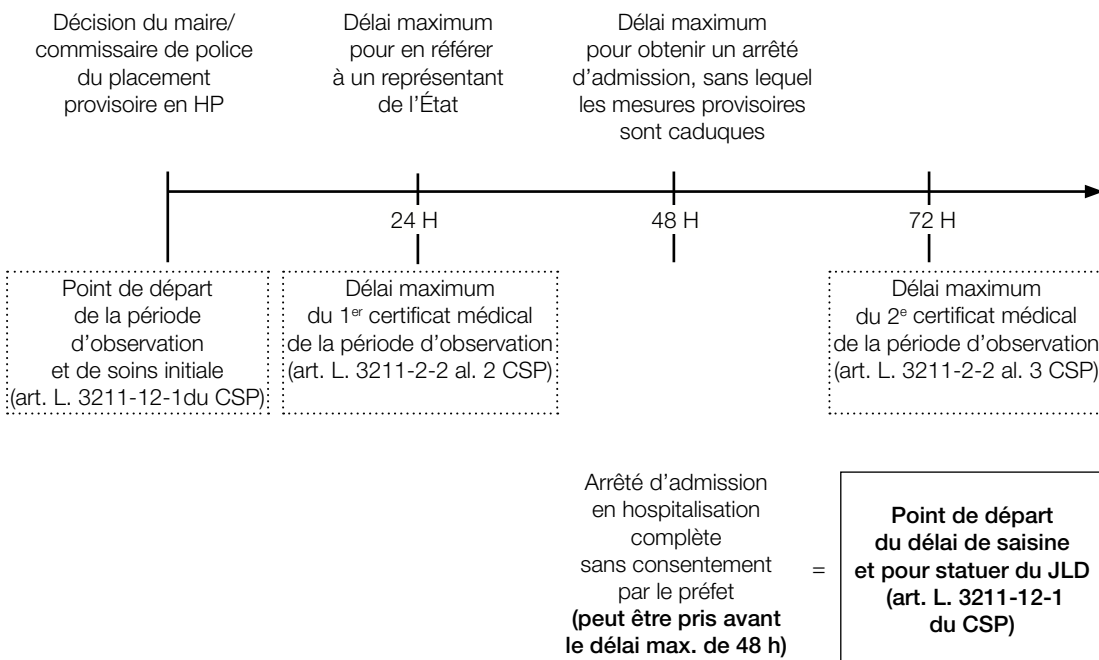 Décision du maire/
commissaire de police
du placement
provisoire en HP
Délai maximum
pour en référer
à un représentant
de l’État
Délai maximum
pour obtenir un arrêté
d’admission, sans lequel
les mesures provisoires
sont caduques
24 H
48 H
72 H
Point de départ
de la période
d’observation
et de soins initiale
(art. L. 3211-12-1du CSP)
Délai maximum
du 1er certificat médical
de la période d’observation
(art. L. 3211-2-2 al. 2 CSP)
Délai maximum
du 2e certificat médical
de la période d’observation
(art. L. 3211-2-2 al. 3 CSP)
Arrêté d’admission
en hospitalisation
complète
sans consentement
par le préfet
(peut être pris avant
le délai max. de 48 h)
=
Point de départ
du délai de saisine
et pour statuer du JLD
(art. L. 3211-12-1
du CSP)